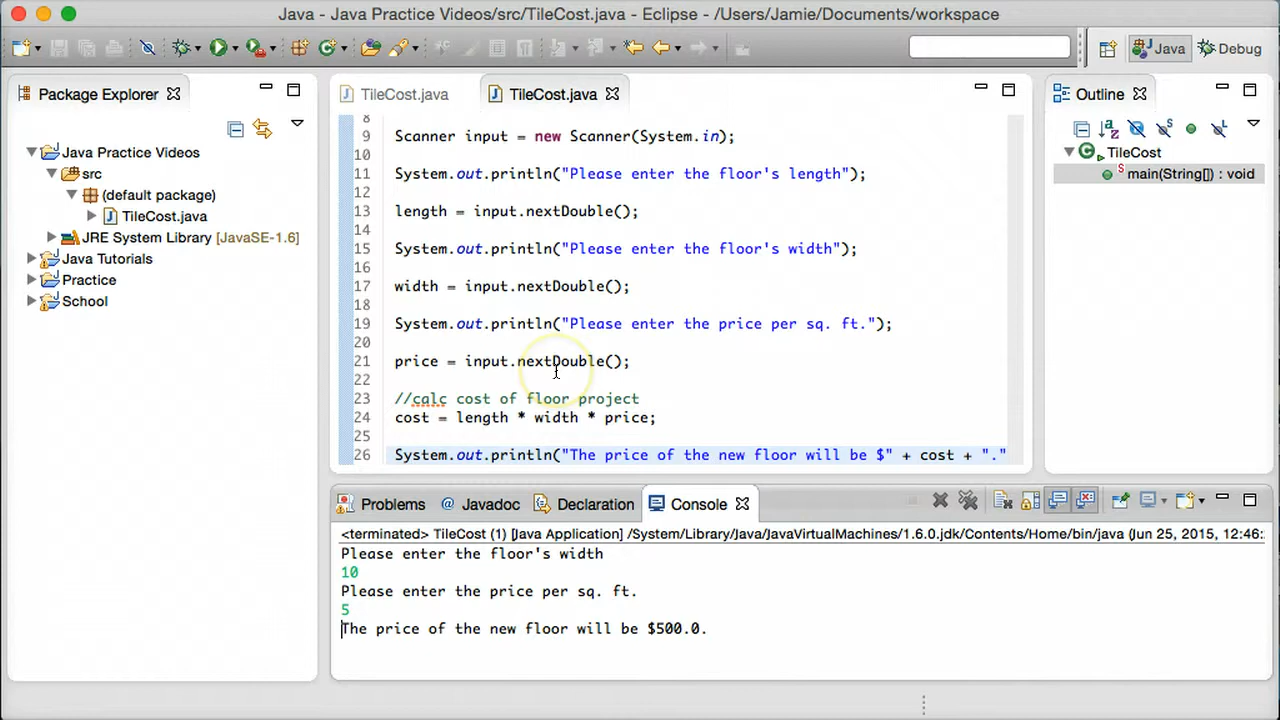 Java - Java Practice Videos/src/TileCost.java - Eclipse - /Users/Jamie/Documents/workspace
Java
Debug
Package Explorer
Java Practice Videos
src
(default package)
TileCost.java
JRE System Library [JavaSE-1.6]
Java Tutorials
Practice
School
TileCost.java
TileCost.java
8
9 Scanner input = new Scanner(System.in);
10
11 System.out.println("Please enter the floor's length");
12
13 length = input.nextDouble();
14
15 System.out.println("Please enter the floor's width");
16
17 width = input.nextDouble();
18
19 System.out.println("Please enter the price per sq. ft.");
20
21 price = input.nextDouble();
22
23 //calc cost of floor project
24 cost = length * width * price;
25
26 System.out.println("The price of the new floor will be $" + cost + "."
Outline
TileCost
main(String[]) : void
Problems
@ Javadoc
Declaration
Console
<terminated> TileCost (1) [Java Application] /System/Library/Java/JavaVirtualMachines/1.6.0.jdk/Contents/Home/bin/java (Jun 25, 2015, 12:46:
Please enter the floor's width
10
Please enter the price per sq. ft.
5
The price of the new floor will be $500.0.